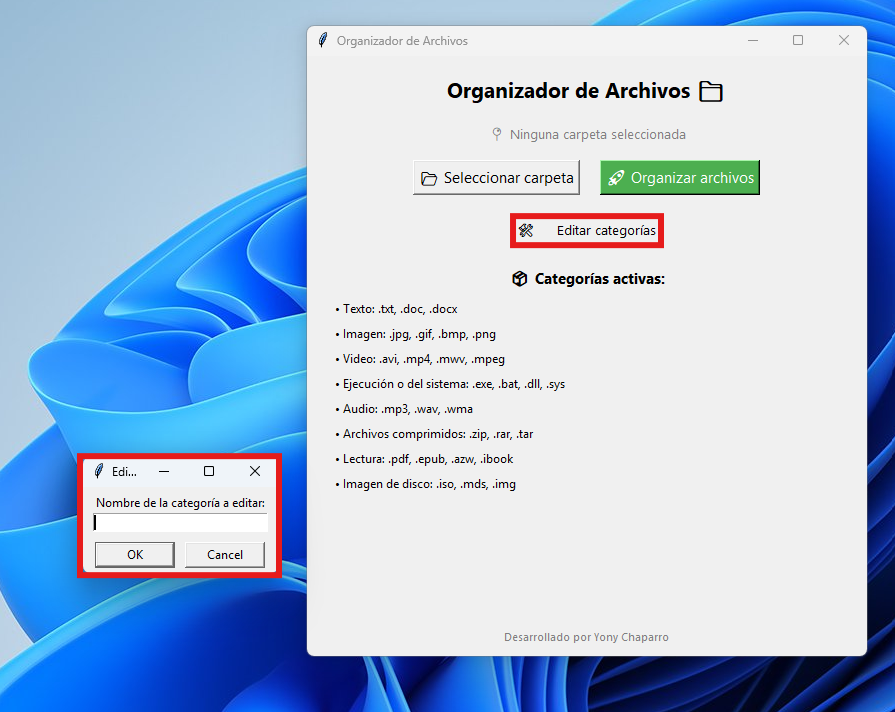 Organizador de Archivos
Organizador de Archivos
Ninguna carpeta seleccionada
Seleccionar carpeta
Organizar archivos
Editar categorías
Categorías activas:
• Texto: .txt, .doc, .docx
• Imagen: .jpg, .gif, .bmp, .png
• Video: .avi, .mp4, .mwv, .mpeg
• Ejecución o del sistema: .exe, .bat, .dll, .sys
• Audio: .mp3, .wav, .wma
• Archivos comprimidos: .zip, .rar, .tar
• Lectura: .pdf, .epub, .azw, .ibook
• Imagen de disco: .iso, .mds, .img
Desarrollado por Yony Chaparro
Edi...
Nombre de la categoría a editar:
OK
Cancel